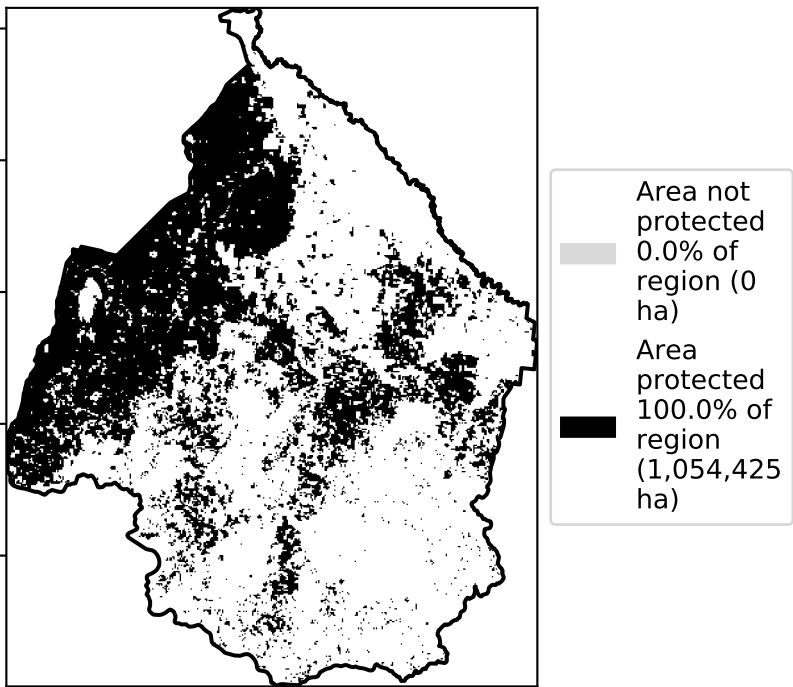 Area not
protected
0.0% of
region (0
ha)
Area
protected
100.0% of
region
(1,054,425
ha)